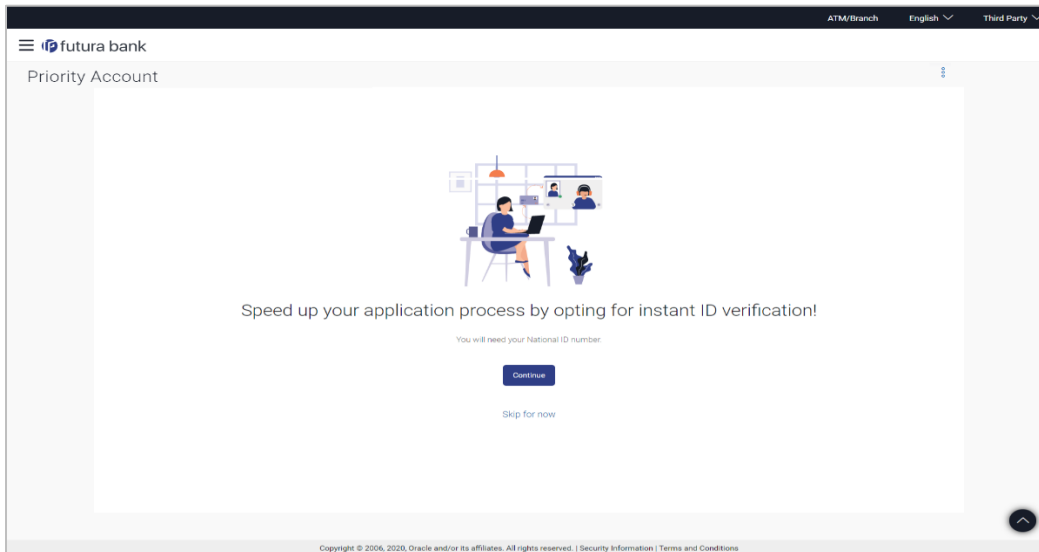 ATM/Branch English Third Party
futura bank
Priority Account
Speed up your application process by opting for instant ID verification!
You will need your National ID number.
Continue
Skip for now
Copyright © 2006, 2020, Oracle and/or its affiliates. All rights reserved. | Security Information | Terms and Conditions